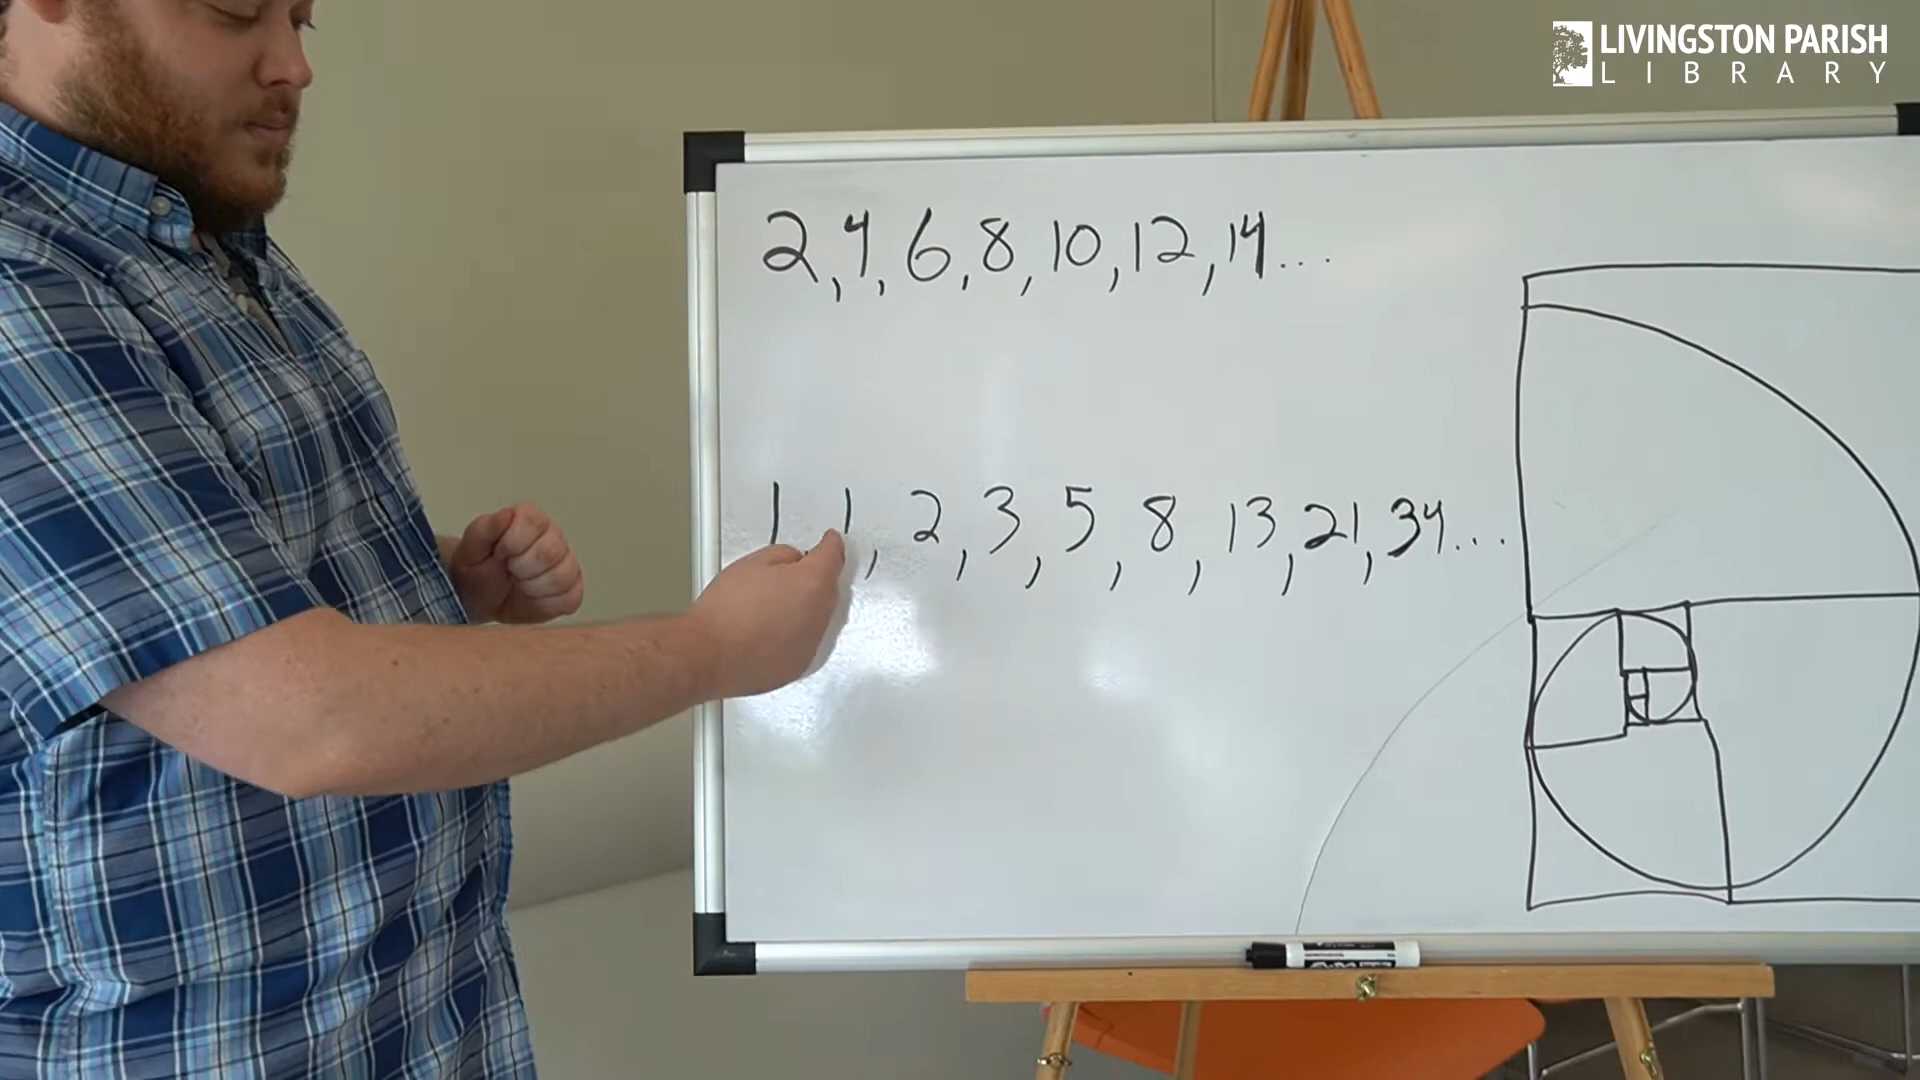 LIVINGSTON PARISH
LIBRARY
2, 4, 6, 8, 10, 12, 14...
1, 1, 2, 3, 5, 8, 13, 21, 34...